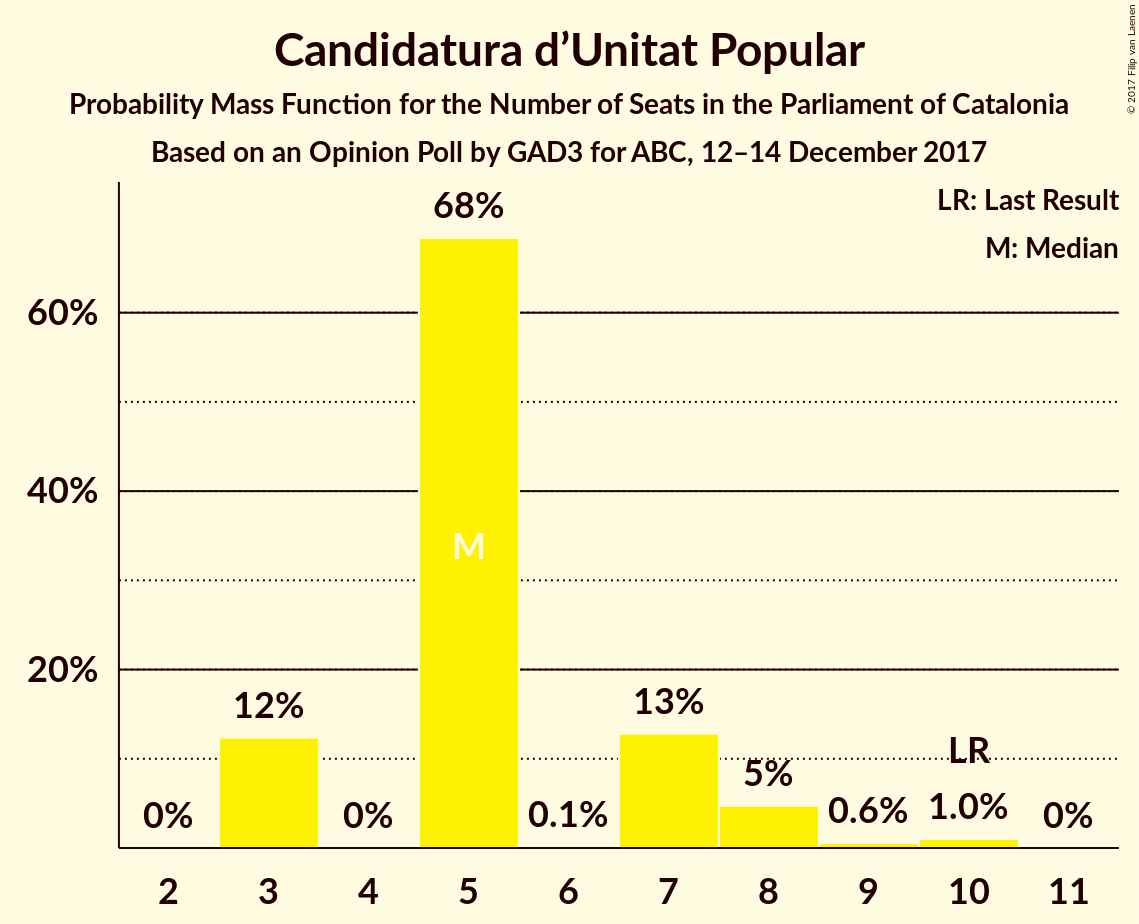 Candidatura d’Unitat Popular
Probability Mass Function for the Number of Seats in the Parliament of Catalonia
Based on an Opinion Poll by GAD3 for ABC, 12–14 December 2017
© 2017 Filip van Laenen
LR: Last Result
M: Median
68%
60%
40%
M
20%
12%
13%
LR
5%
0%
0%
0.1%
0.6%
1.0%
0%
2 3 4 5 6 7 8 9 10 11